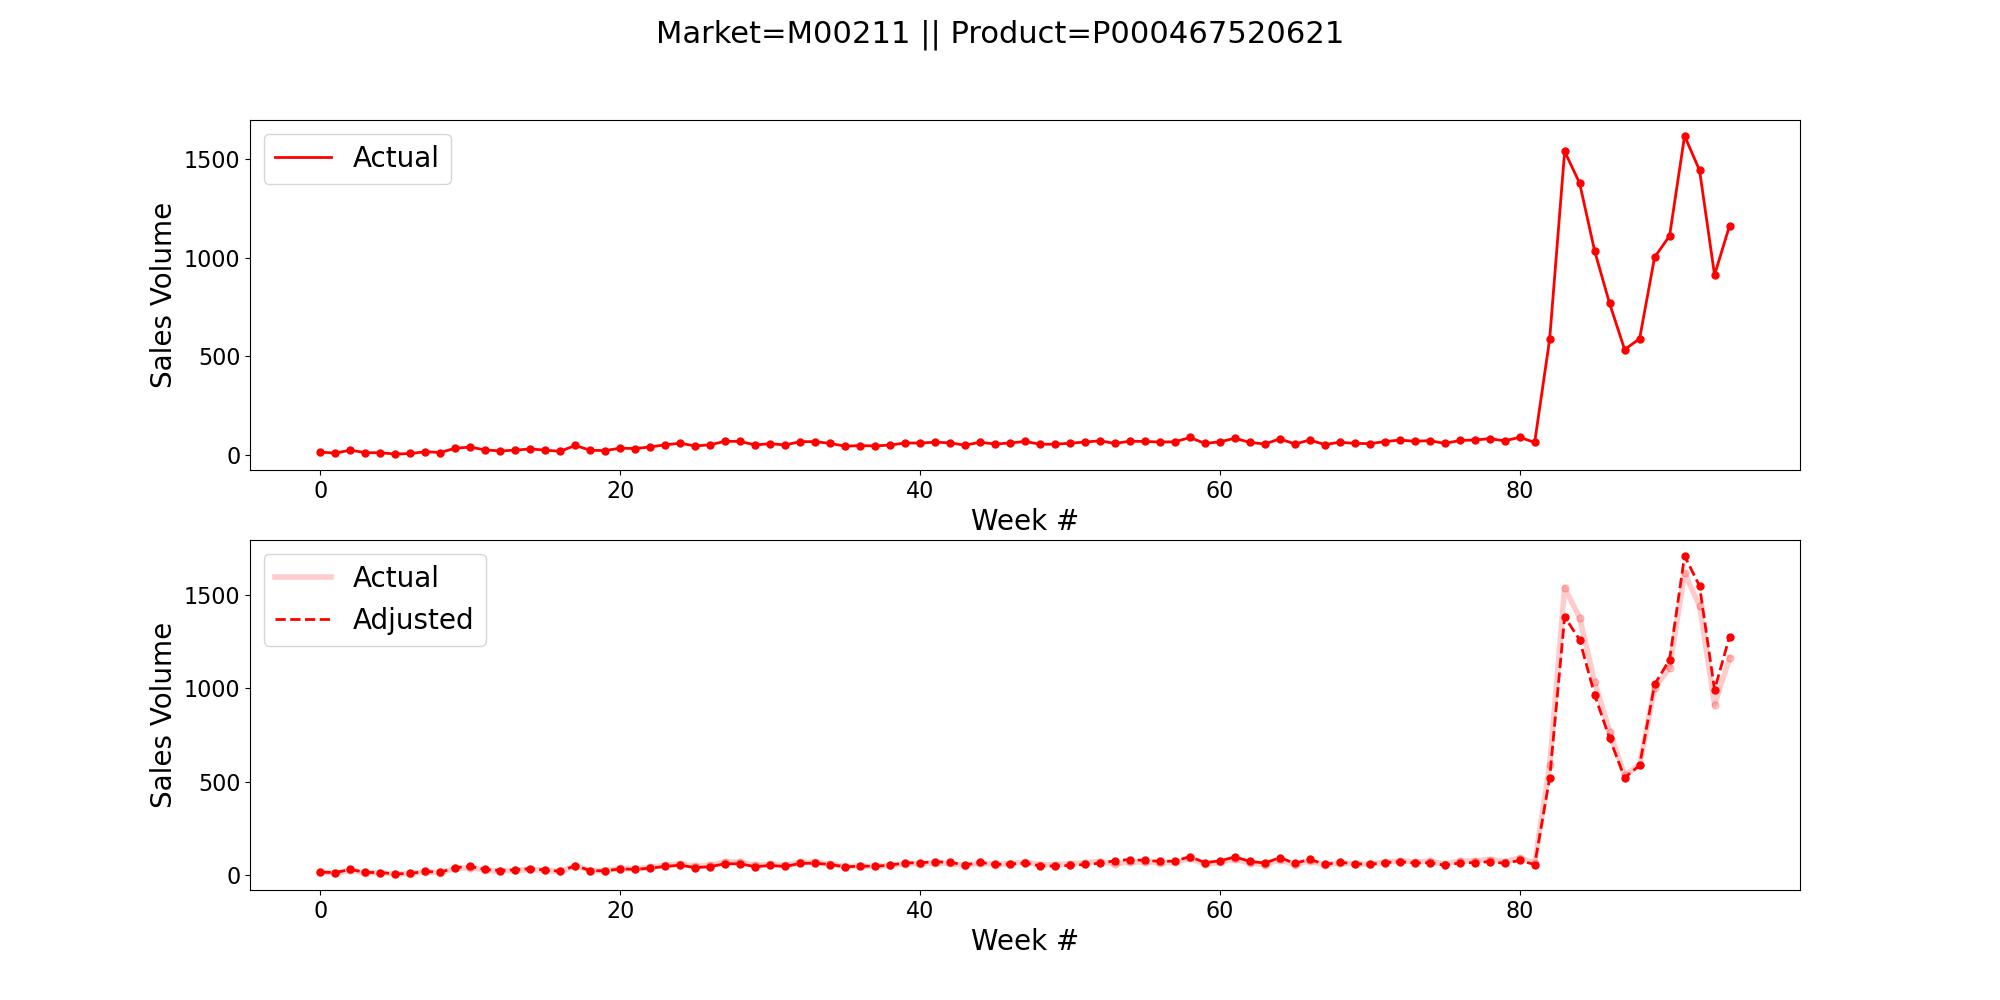 Market=M00211 || Product=P000467520621
Actual
1500
1000
500
0
Sales Volume
0 20 40 60 80
Week #
Actual
Adjusted
1500
1000
500
0
Sales Volume
0 20 40 60 80
Week #